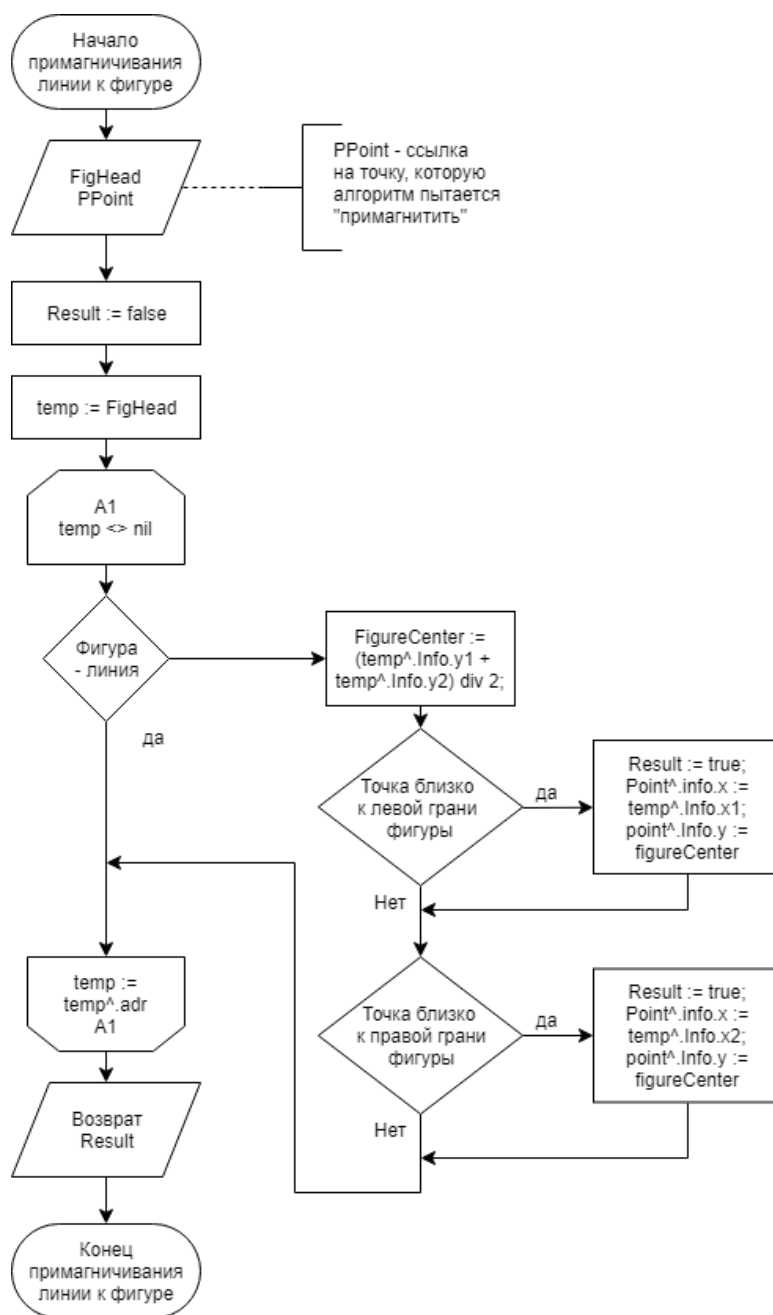 Начало
примагничивания
линии к фигуре
FigHead
PPoint
PPoint - ссылка
на точку, которую
алгоритм пытается
"примагнитить"
Result := false
temp := FigHead
A1
temp <> nil
Фигура
- линия
да
FigureCenter :=
(temp^.Info.y1 +
temp^.Info.y2) div 2;
Точка близко
к левой грани
фигуры
да
Нет
Result := true;
Point^.info.x :=
temp^.Info.x1;
point^.Info.y :=
figureCenter
Точка близко
к правой грани
фигуры
да
Нет
Result := true;
Point^.info.x :=
temp^.Info.x2;
point^.Info.y :=
figureCenter
temp :=
temp^.adr
A1
Возврат
Result
Конец
примагничивания
линии к фигуре